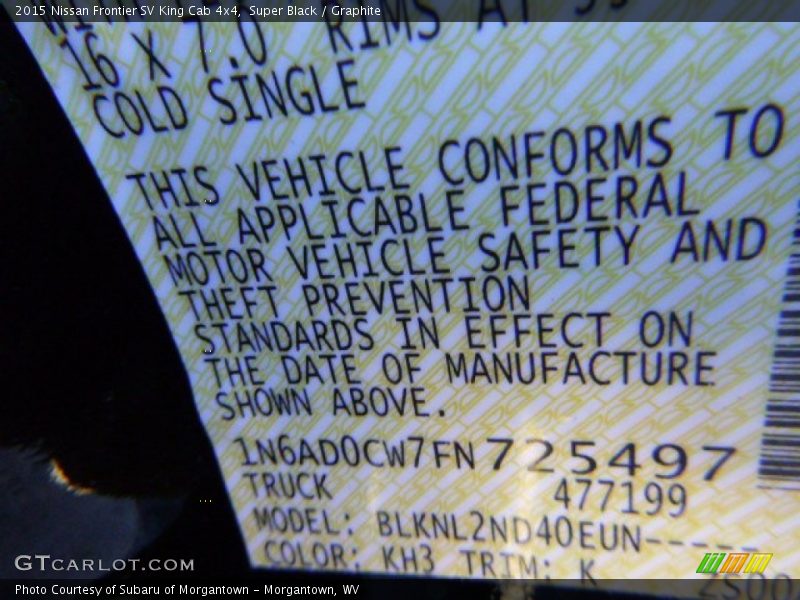 2015 Nissan Frontier SV King Cab 4x4, Super Black / Graphite
16 X 7.0 RIMS AT
COLD SINGLE
THIS VEHICLE CONFORMS TO
ALL APPLICABLE FEDERAL
MOTOR VEHICLE SAFETY AND
THEFT PREVENTION
STANDARDS IN EFFECT ON
THE DATE OF MANUFACTURE
SHOWN ABOVE.
1N6AD0CW7FN725497
TRUCK 477199
MODEL: BLKNL2ND40EUN-----
COLOR: KH3 TRIM: K
GTCARLOT.COM
Photo Courtesy of Subaru of Morgantown - Morgantown, WV